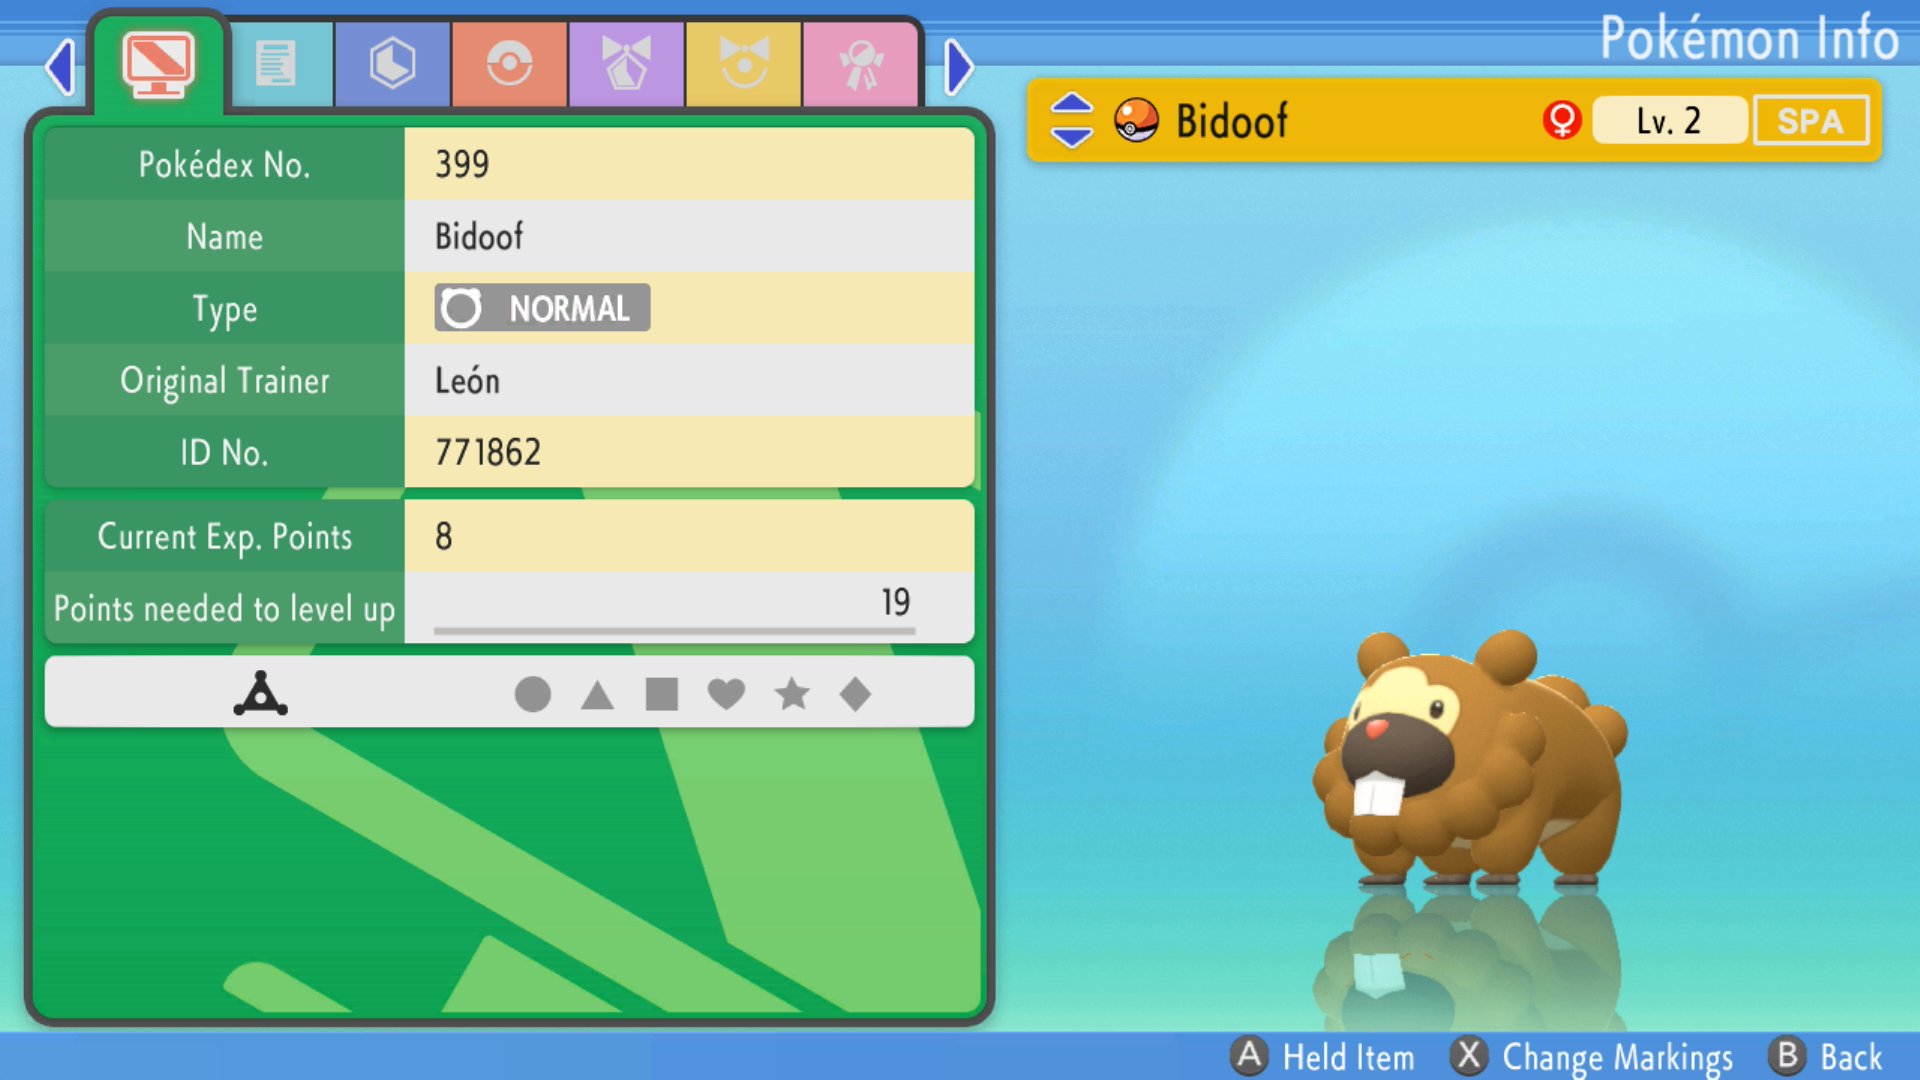 Pokémon Info
Bidoof Lv. 2 SPA
Pokédex No. 399
Name Bidoof
Type NORMAL
Original Trainer León
ID No. 771862
Current Exp. Points 8
Points needed to level up 19
A Held Item X Change Markings B Back